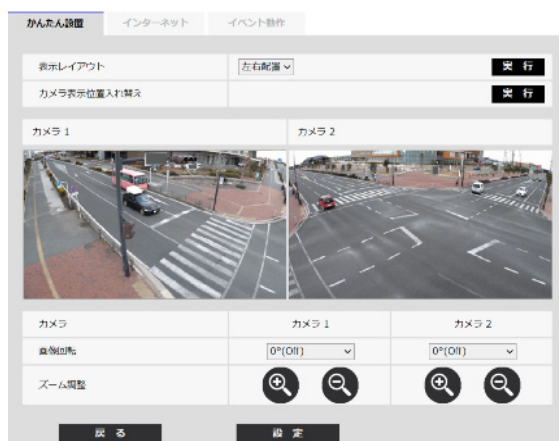 かんたん設置 インターネット イベント動作
表示レイアウト 左右配置 実 行
カメラ表示位置入れ替え 実 行
カメラ 1 カメラ 2
カメラ カメラ 1 カメラ 2
画像回転 0°(Off) 0°(Off)
ズーム調整
戻 る 設 定